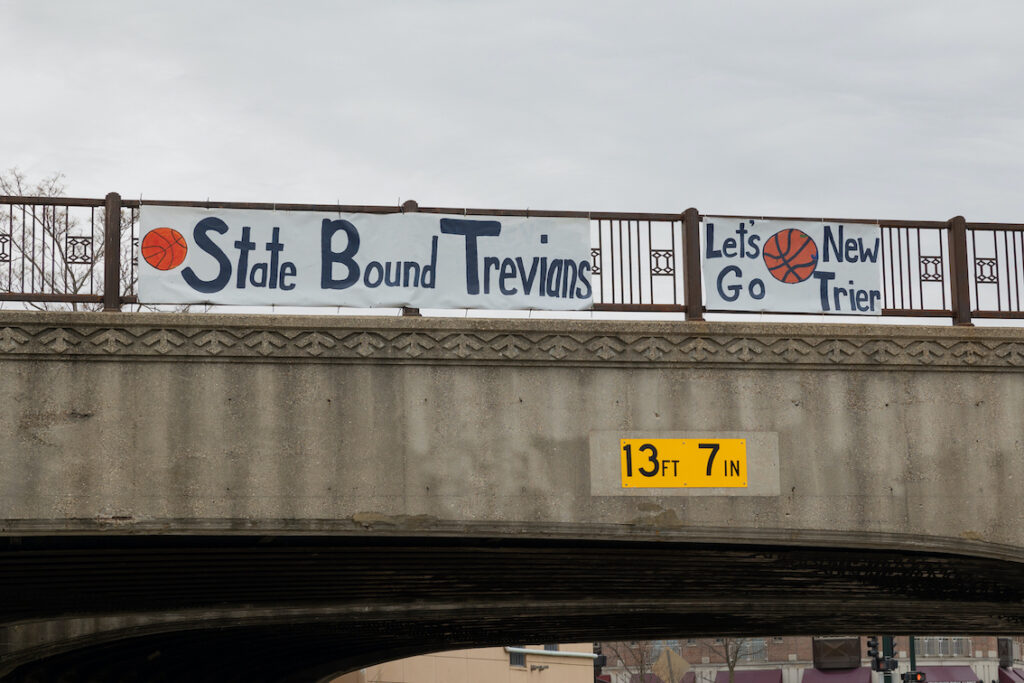 State Bound Trevians
Let's New
Go Trier
13FT 7IN